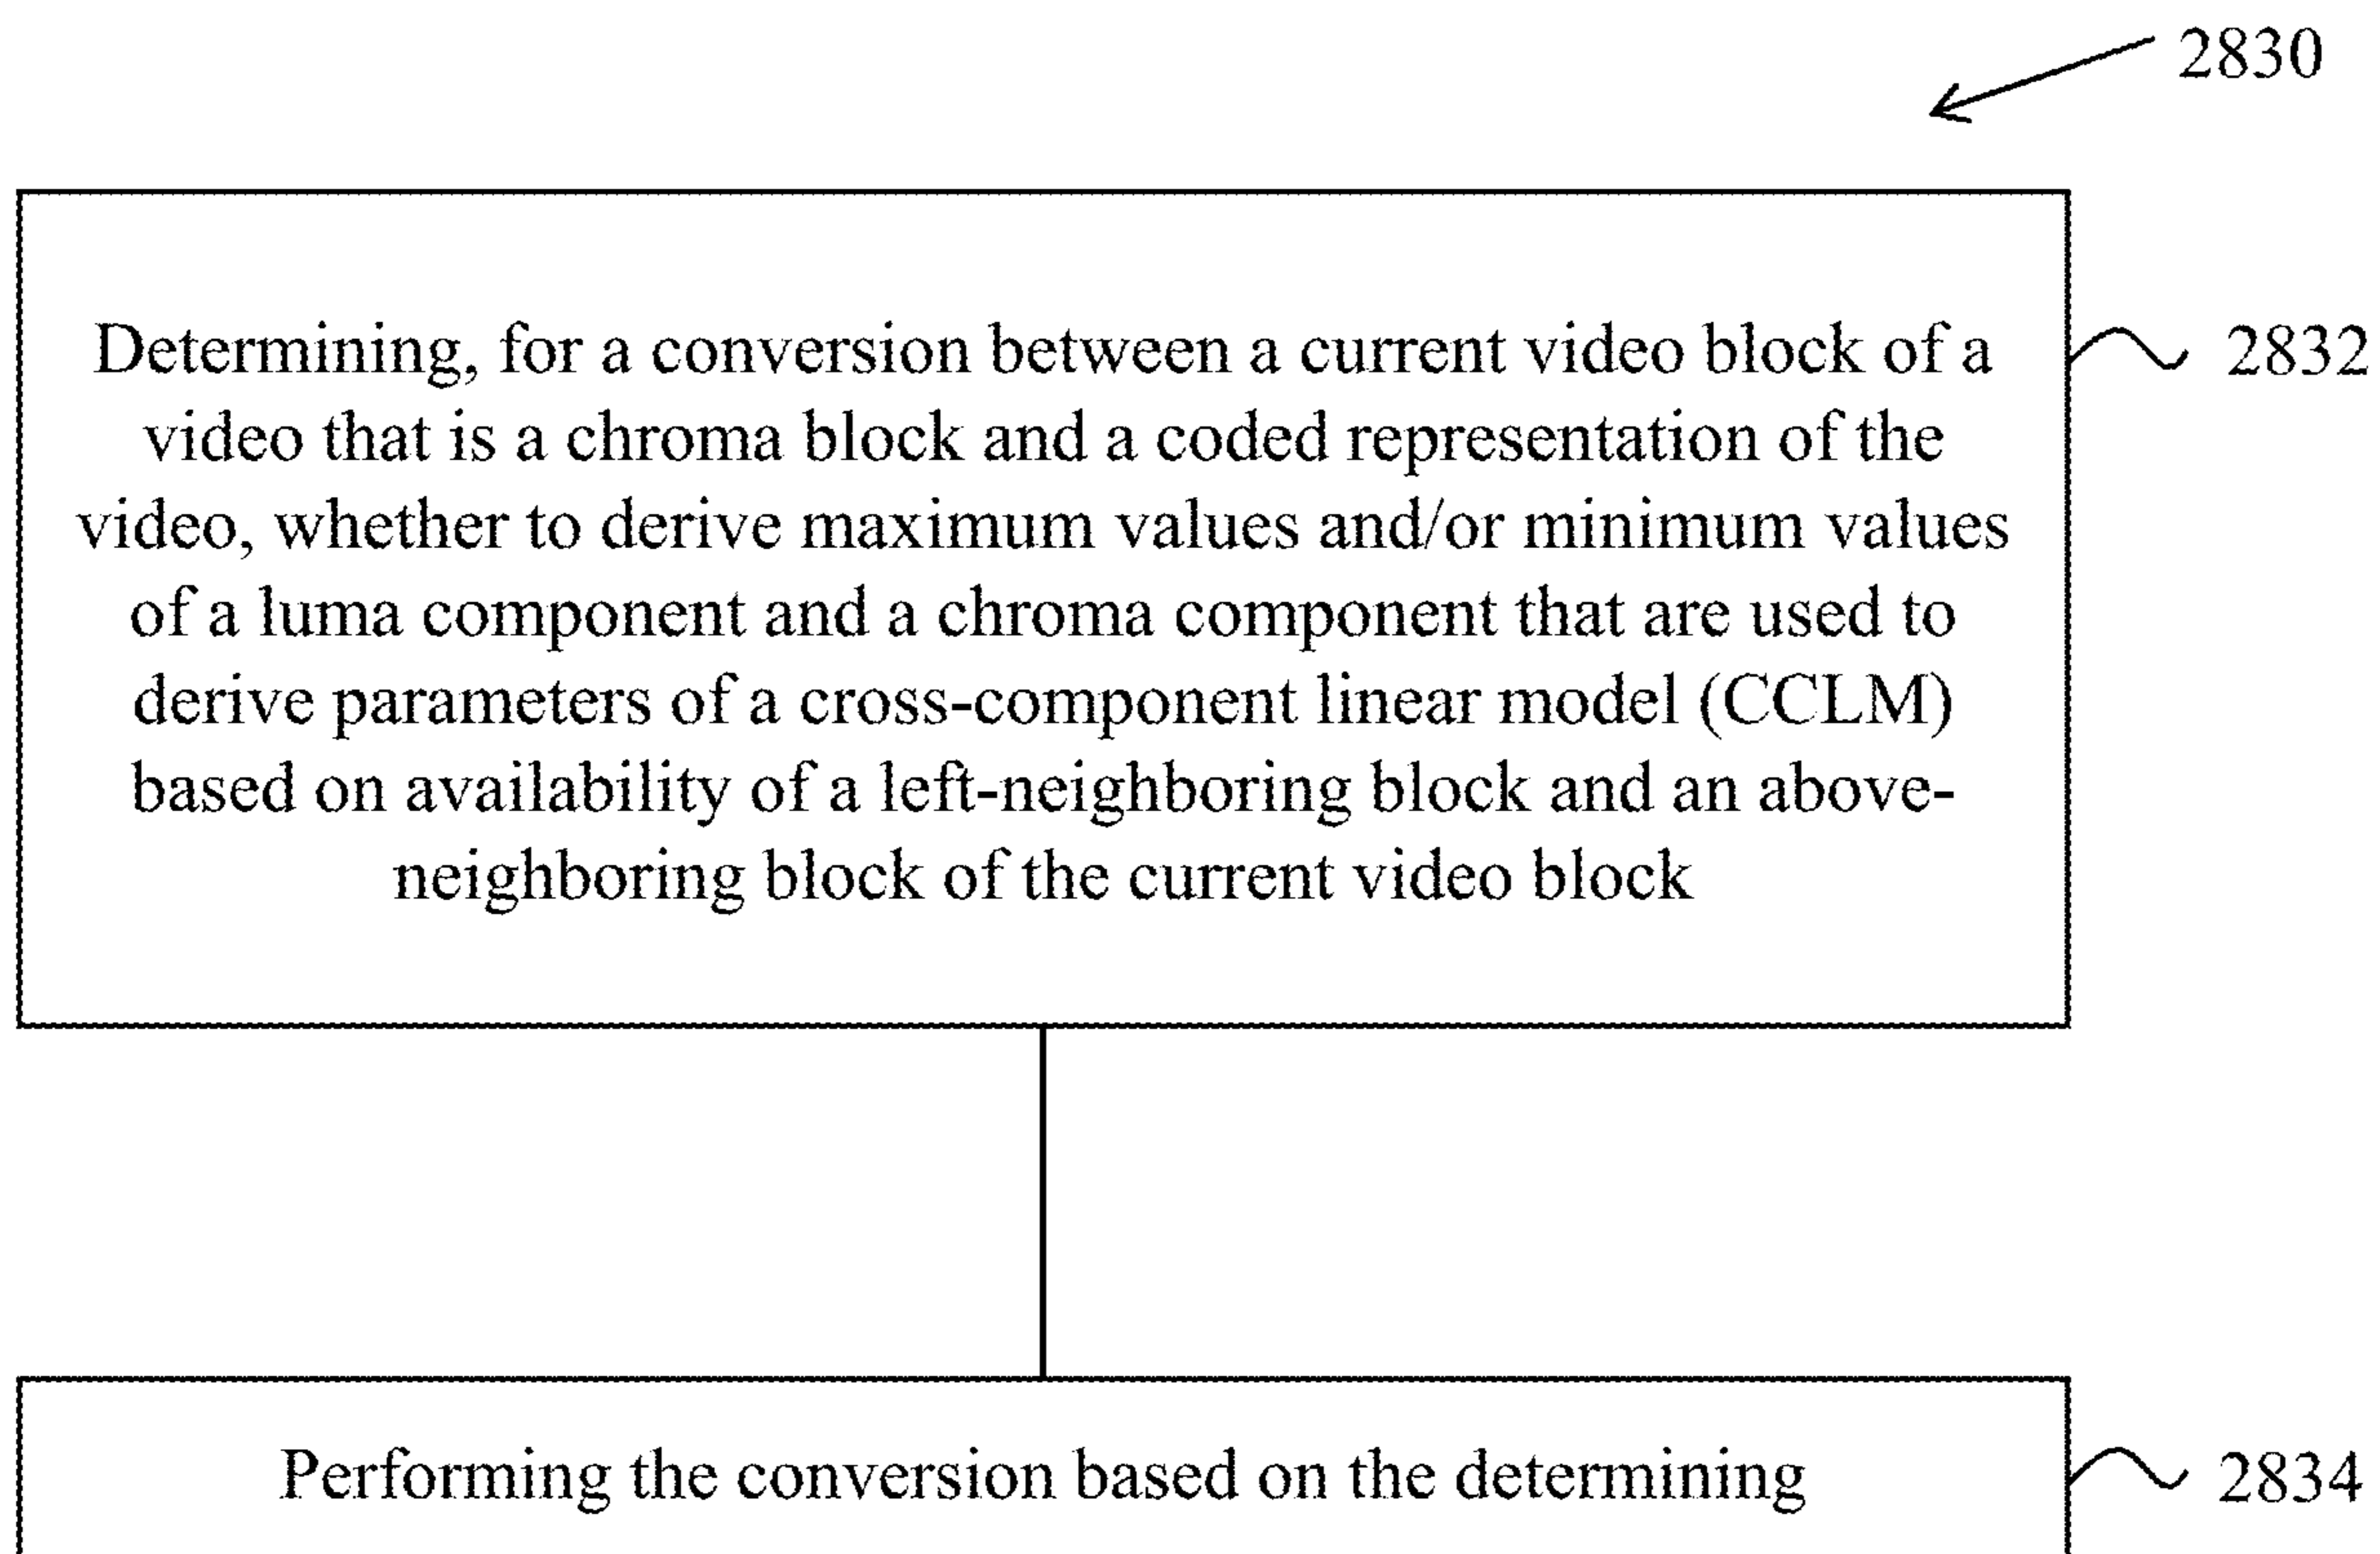 2830
Determining, for a conversion between a current video block of a
2832
video that is a chroma block and a coded representation of the
video, whether to derive maximum values and/or minimum values
of a luma component and a chroma component that are used to
derive parameters of a cross-component linear model (CCLM)
based on availability of a left-neighboring block and an above-
neighboring block of the current video block
Performing the conversion based on the determining
2834